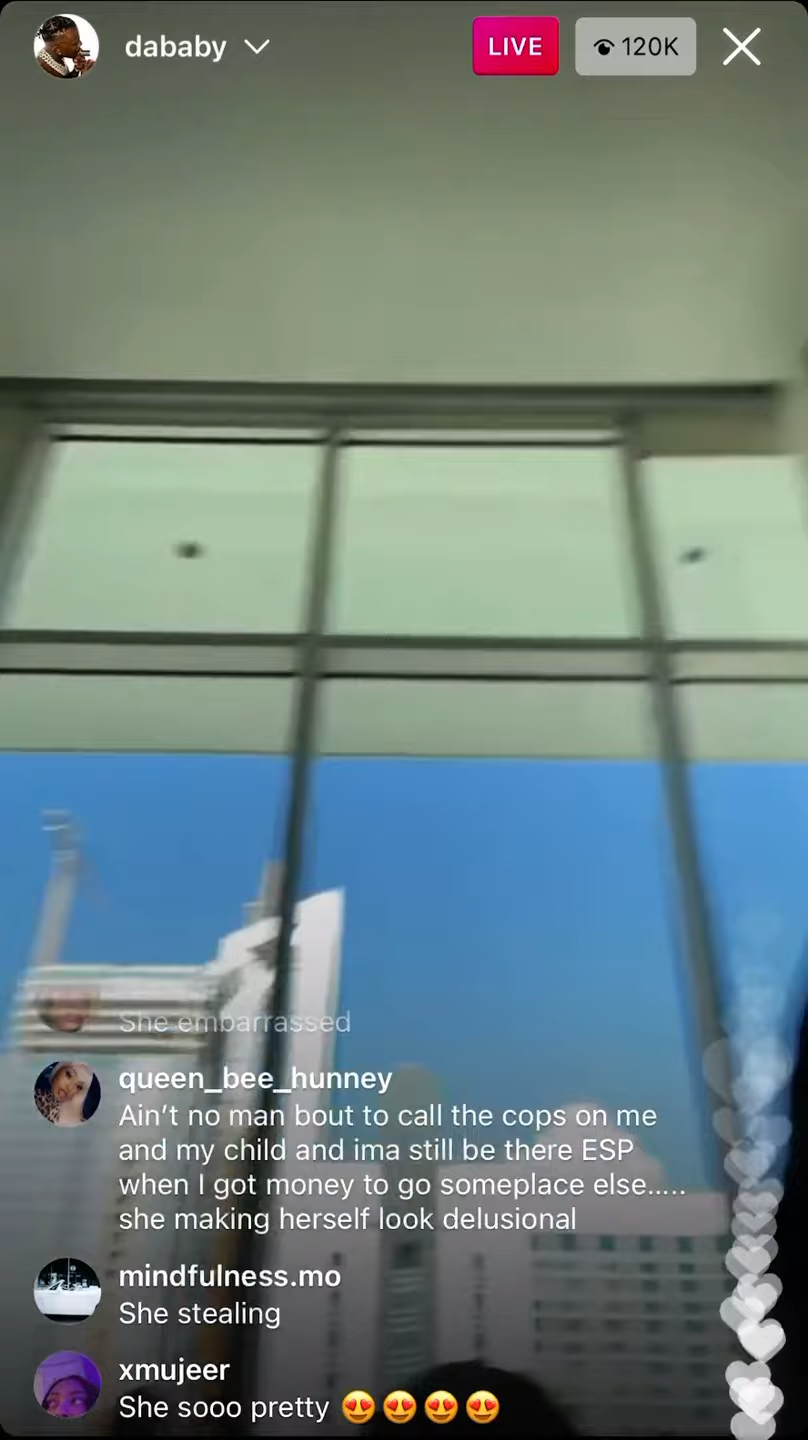 dababy
LIVE
120K
She embarrassed
queen_bee_hunney
Ain’t no man bout to call the cops on me
and my child and ima still be there ESP
when I got money to go someplace else.....
she making herself look delusional
mindfulness.mo
She stealing
xmujeer
She sooo pretty 😍😍😍😍